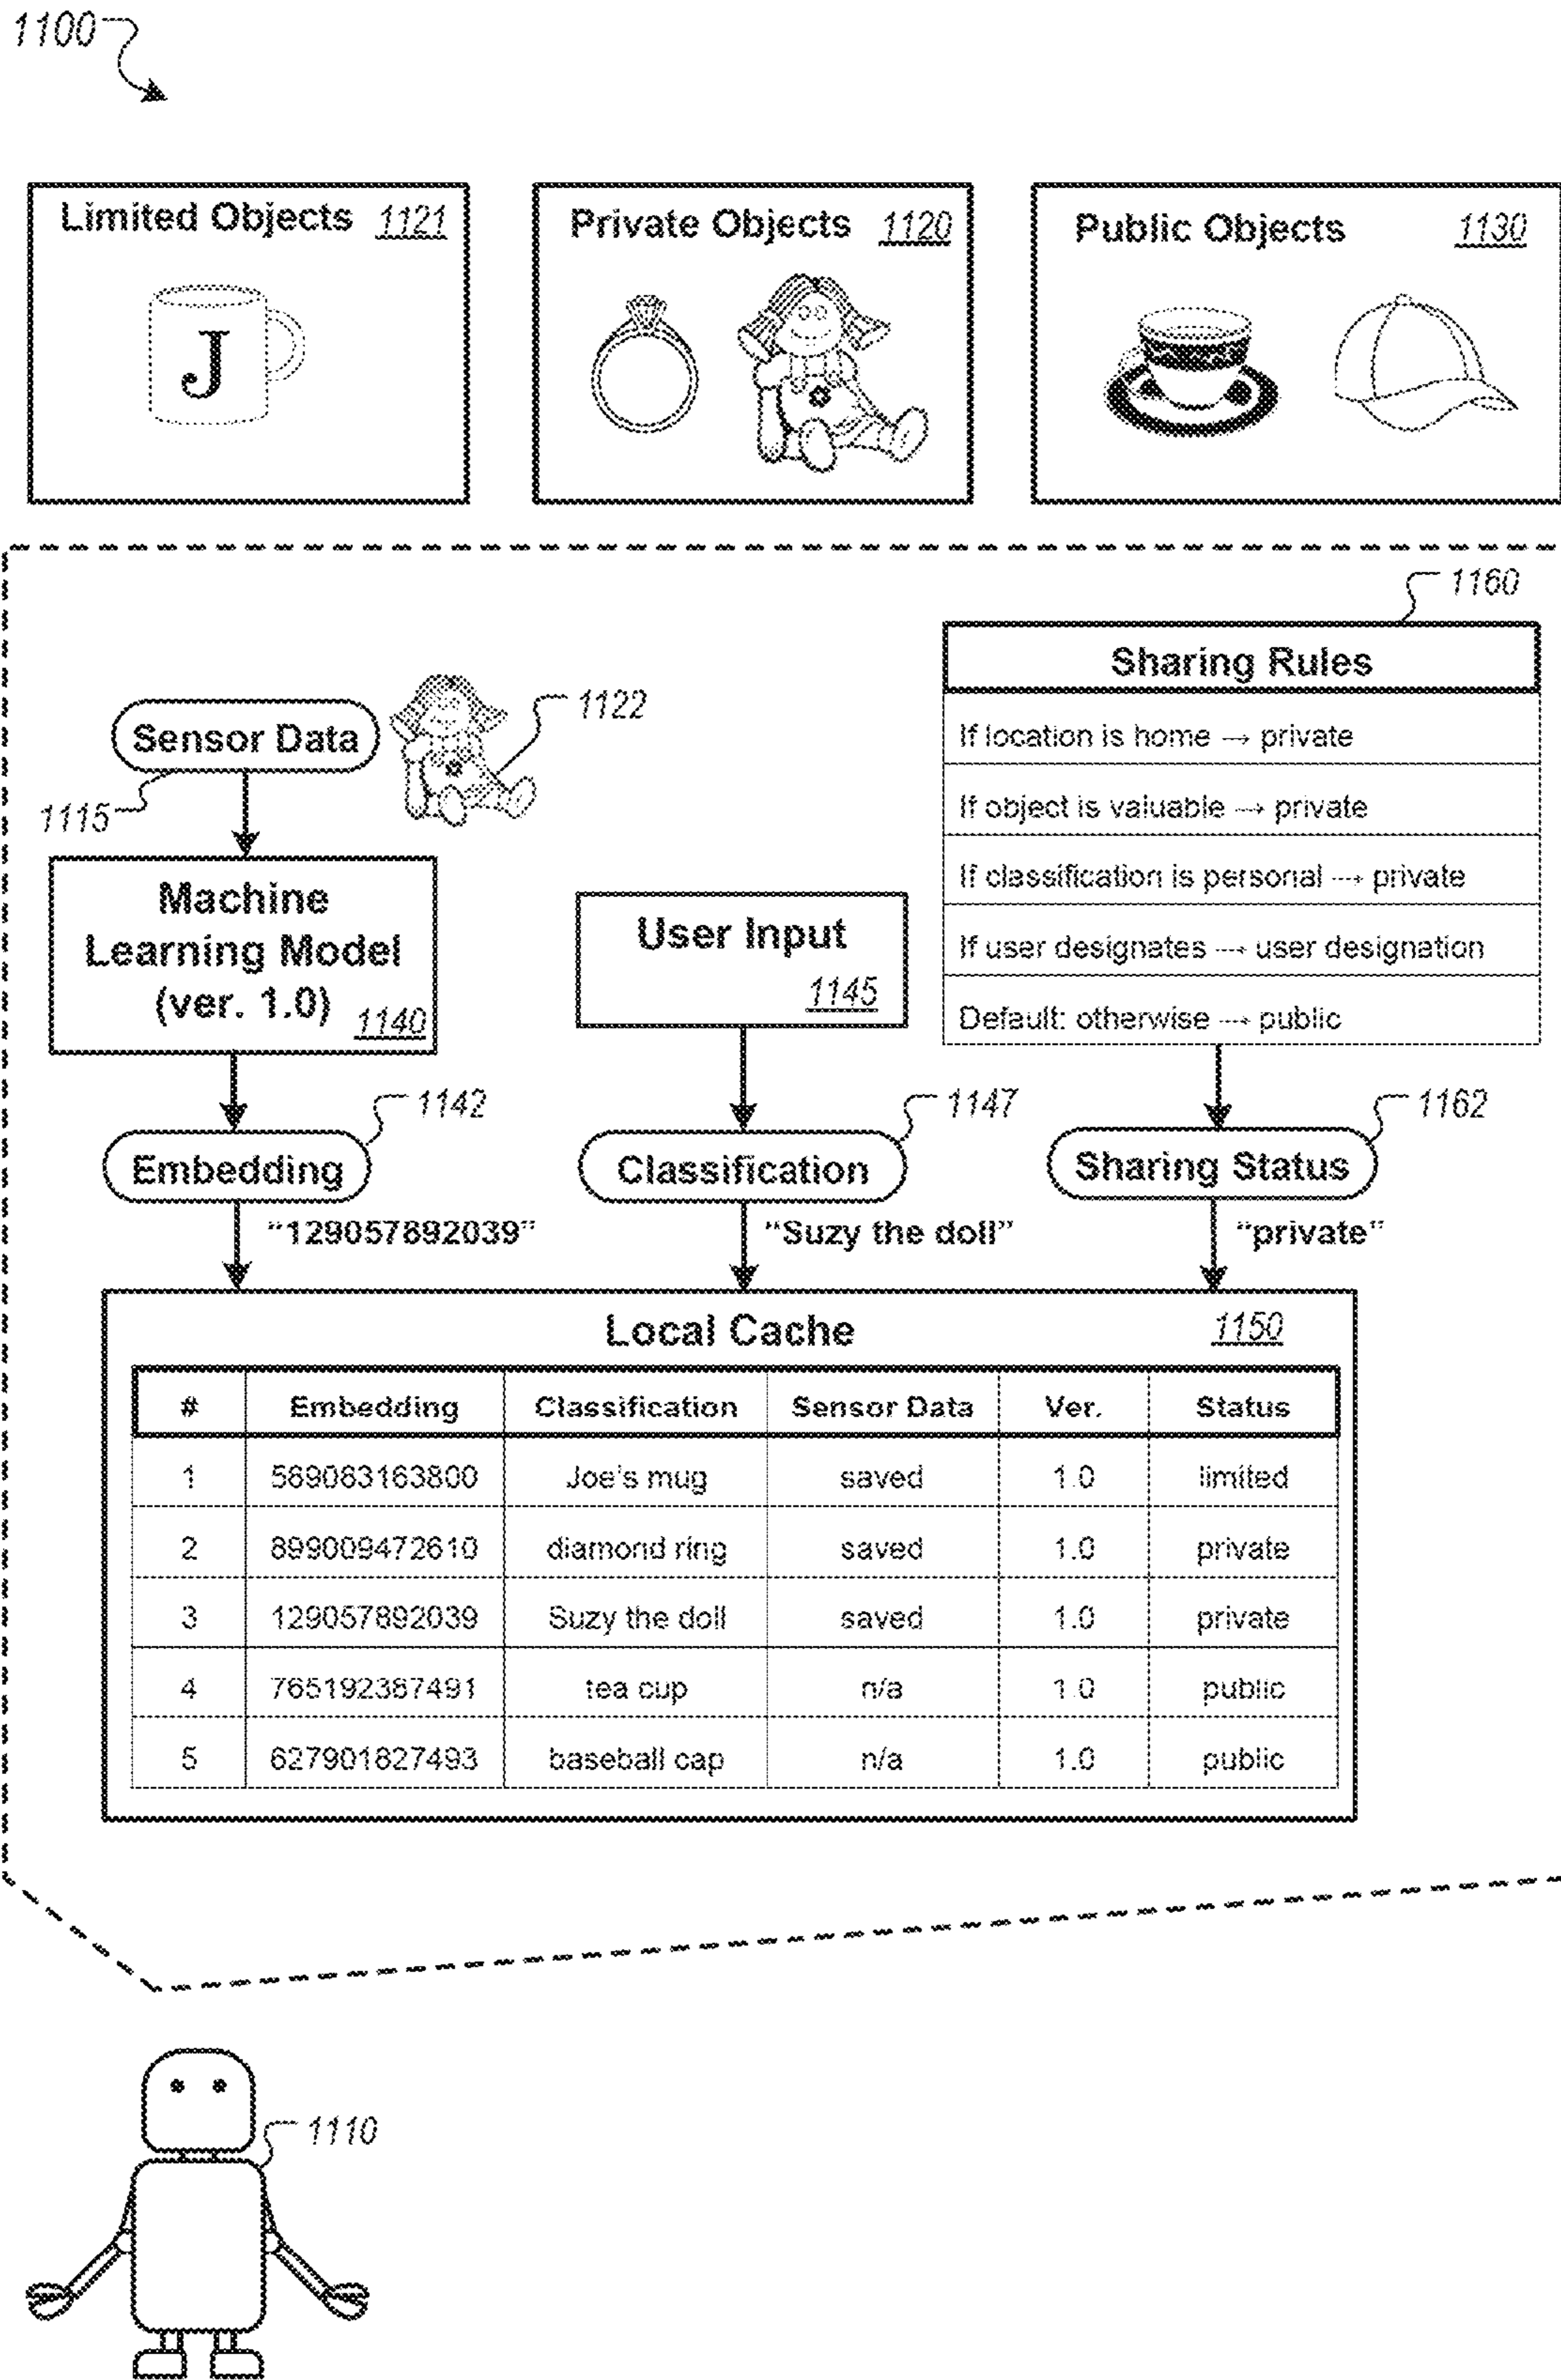 1100
Limited Objects 1121
J
Private Objects 1120
Public Objects 1130
1160
Sharing Rules
If location is home → private
If object is valuable → private
If classification is personal → private
If user designates → user designation
Default: otherwise → public
Sensor Data
1122
1115
Machine
Learning Model
(ver. 1.0) 1140
User Input
1145
1142
1147
1162
Embedding
Classification
Sharing Status
"129057892039"
"Suzy the doll"
"private"
Local Cache 1150
# Embedding Classification Sensor Data Ver. Status
1 569083163800 Joe's mug saved 1.0 limited
2 899009472610 diamond ring saved 1.0 private
3 129057892039 Suzy the doll saved 1.0 private
4 765192387491 tea cup n/a 1.0 public
5 627901827493 baseball cap n/a 1.0 public
1110